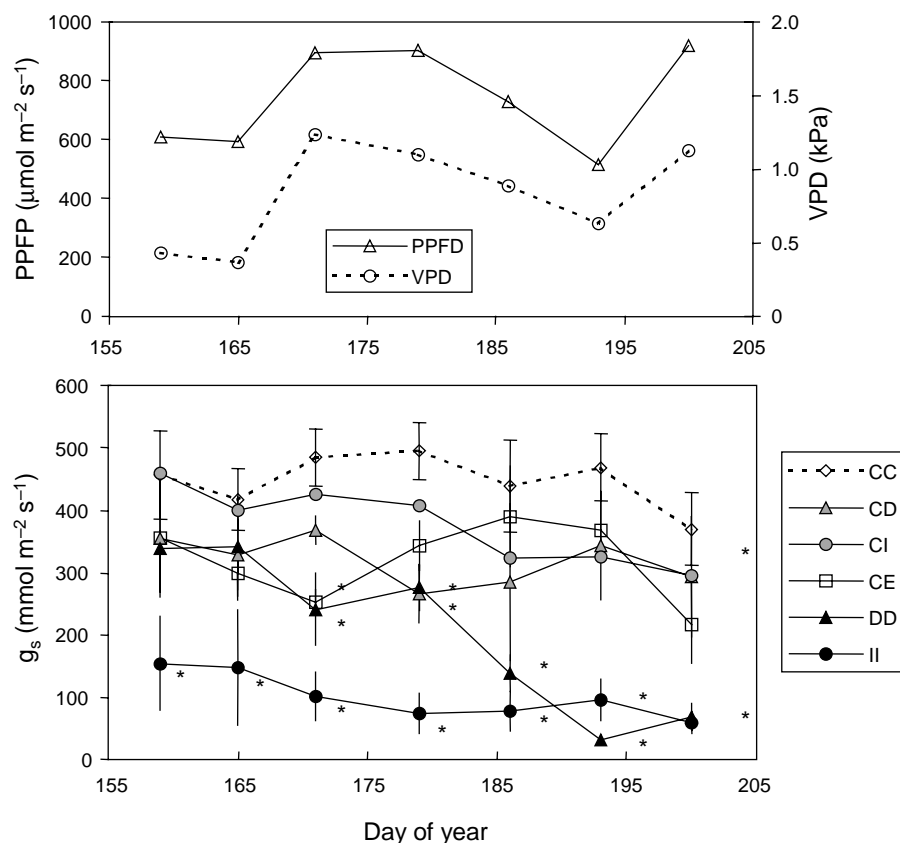 1000
800
600
400
200
0
PPFP (μmol m⁻² s⁻¹)
2.0
1.5
1.0
0.5
0
VPD (kPa)
PPFD
VPD
155 165 175 185 195 205
600
500
400
300
200
100
0
gₛ (mmol m⁻² s⁻¹)
*
* *
* *
*
* * *
* * *
* *
*
155 165 175 185 195 205
Day of year
CC
CD
CI
CE
DD
II